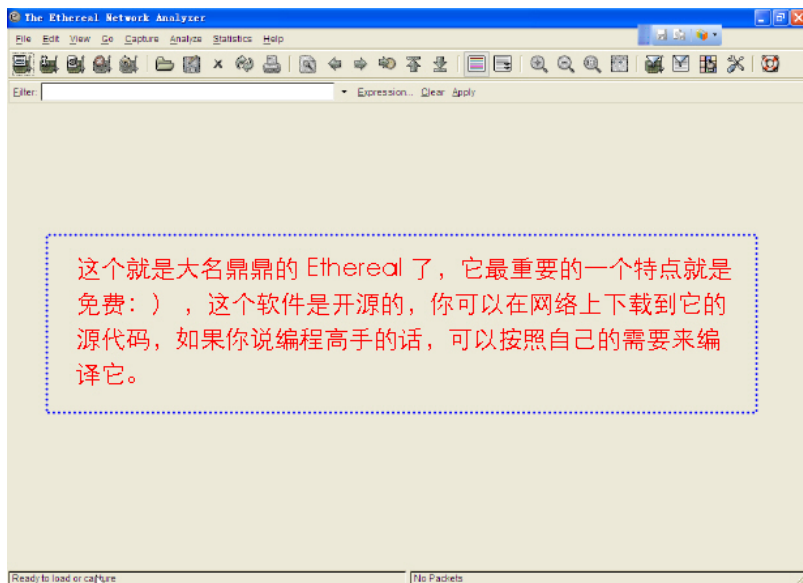 The Ethereal Network Analyzer
File Edit View Go Capture Analyze Statistics Help
Filter: Expression... Clear Apply
这个就是大名鼎鼎的 Ethereal 了，它最重要的一个特点就是
免费：），这个软件是开源的，你可以在网络上下载到它的
源代码，如果你说编程高手的话，可以按照自己的需要来编
译它。
Ready to load or capture No Packets